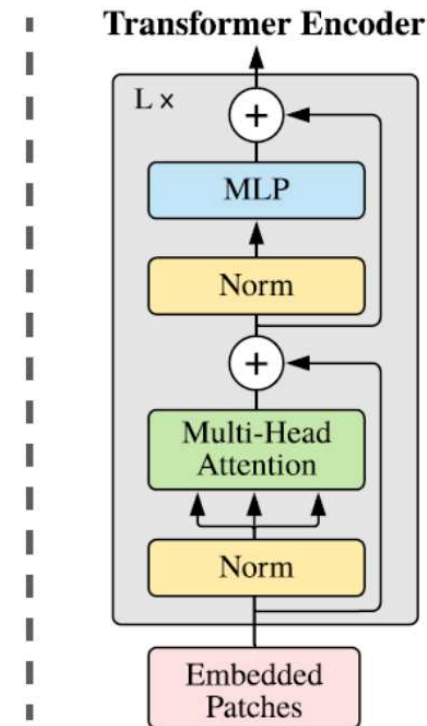 Transformer Encoder
L ×
+
MLP
Norm
+
Multi-Head
Attention
Norm
Embedded
Patches